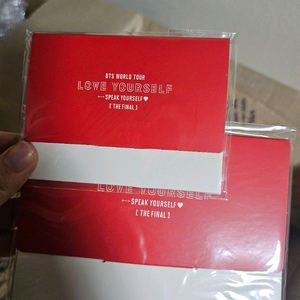 BTS WORLD TOUR
LOVE YOURSELF
SPEAK YOURSELF
[ THE FINAL ]
LOVE YOURSELF
SPEAK YOURSELF
[ THE FINAL ]